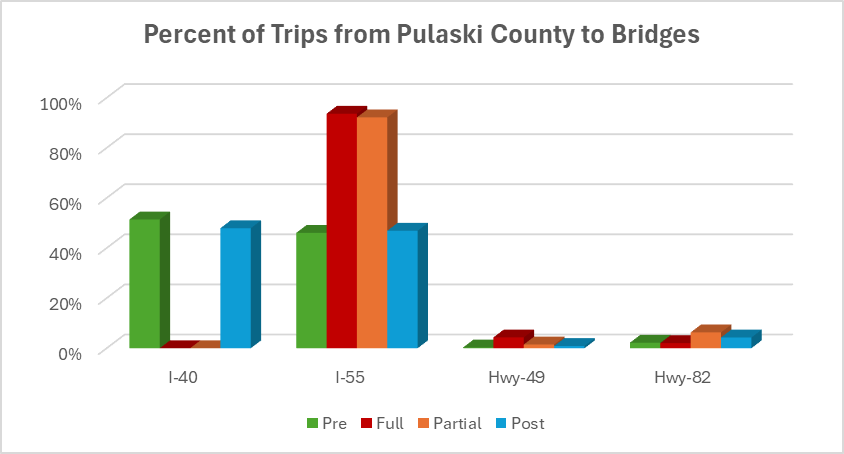 Percent of Trips from Pulaski County to Bridges
100%
80%
60%
40%
20%
0%
I-40 I-55 Hwy-49 Hwy-82
Pre Full Partial Post